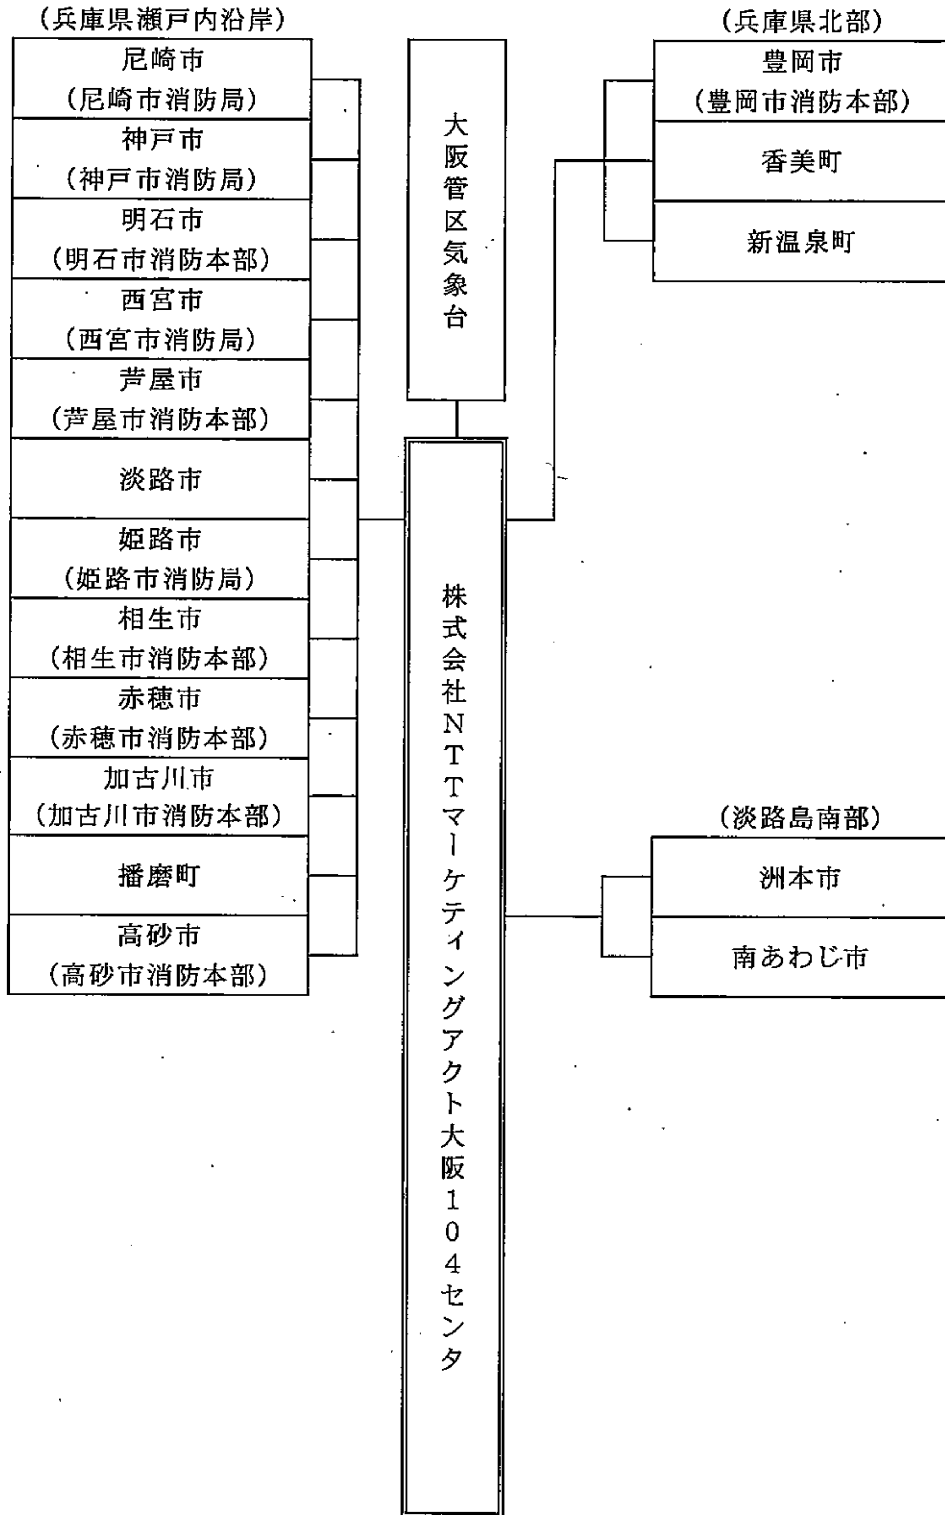 (兵庫県瀬戸内沿岸)
尼崎市
(尼崎市消防局)
神戸市
(神戸市消防局)
明石市
(明石市消防本部)
西宮市
(西宮市消防局)
芦屋市
(芦屋市消防本部)
淡路市
姫路市
(姫路市消防局)
相生市
(相生市消防本部)
赤穂市
(赤穂市消防本部)
加古川市
(加古川市消防本部)
播磨町
高砂市
(高砂市消防本部)
大阪管区気象台
株式会社NTTマーケティングアクト大阪104センタ
(兵庫県北部)
豊岡市
(豊岡市消防本部)
香美町
新温泉町
(淡路島南部)
洲本市
南あわじ市